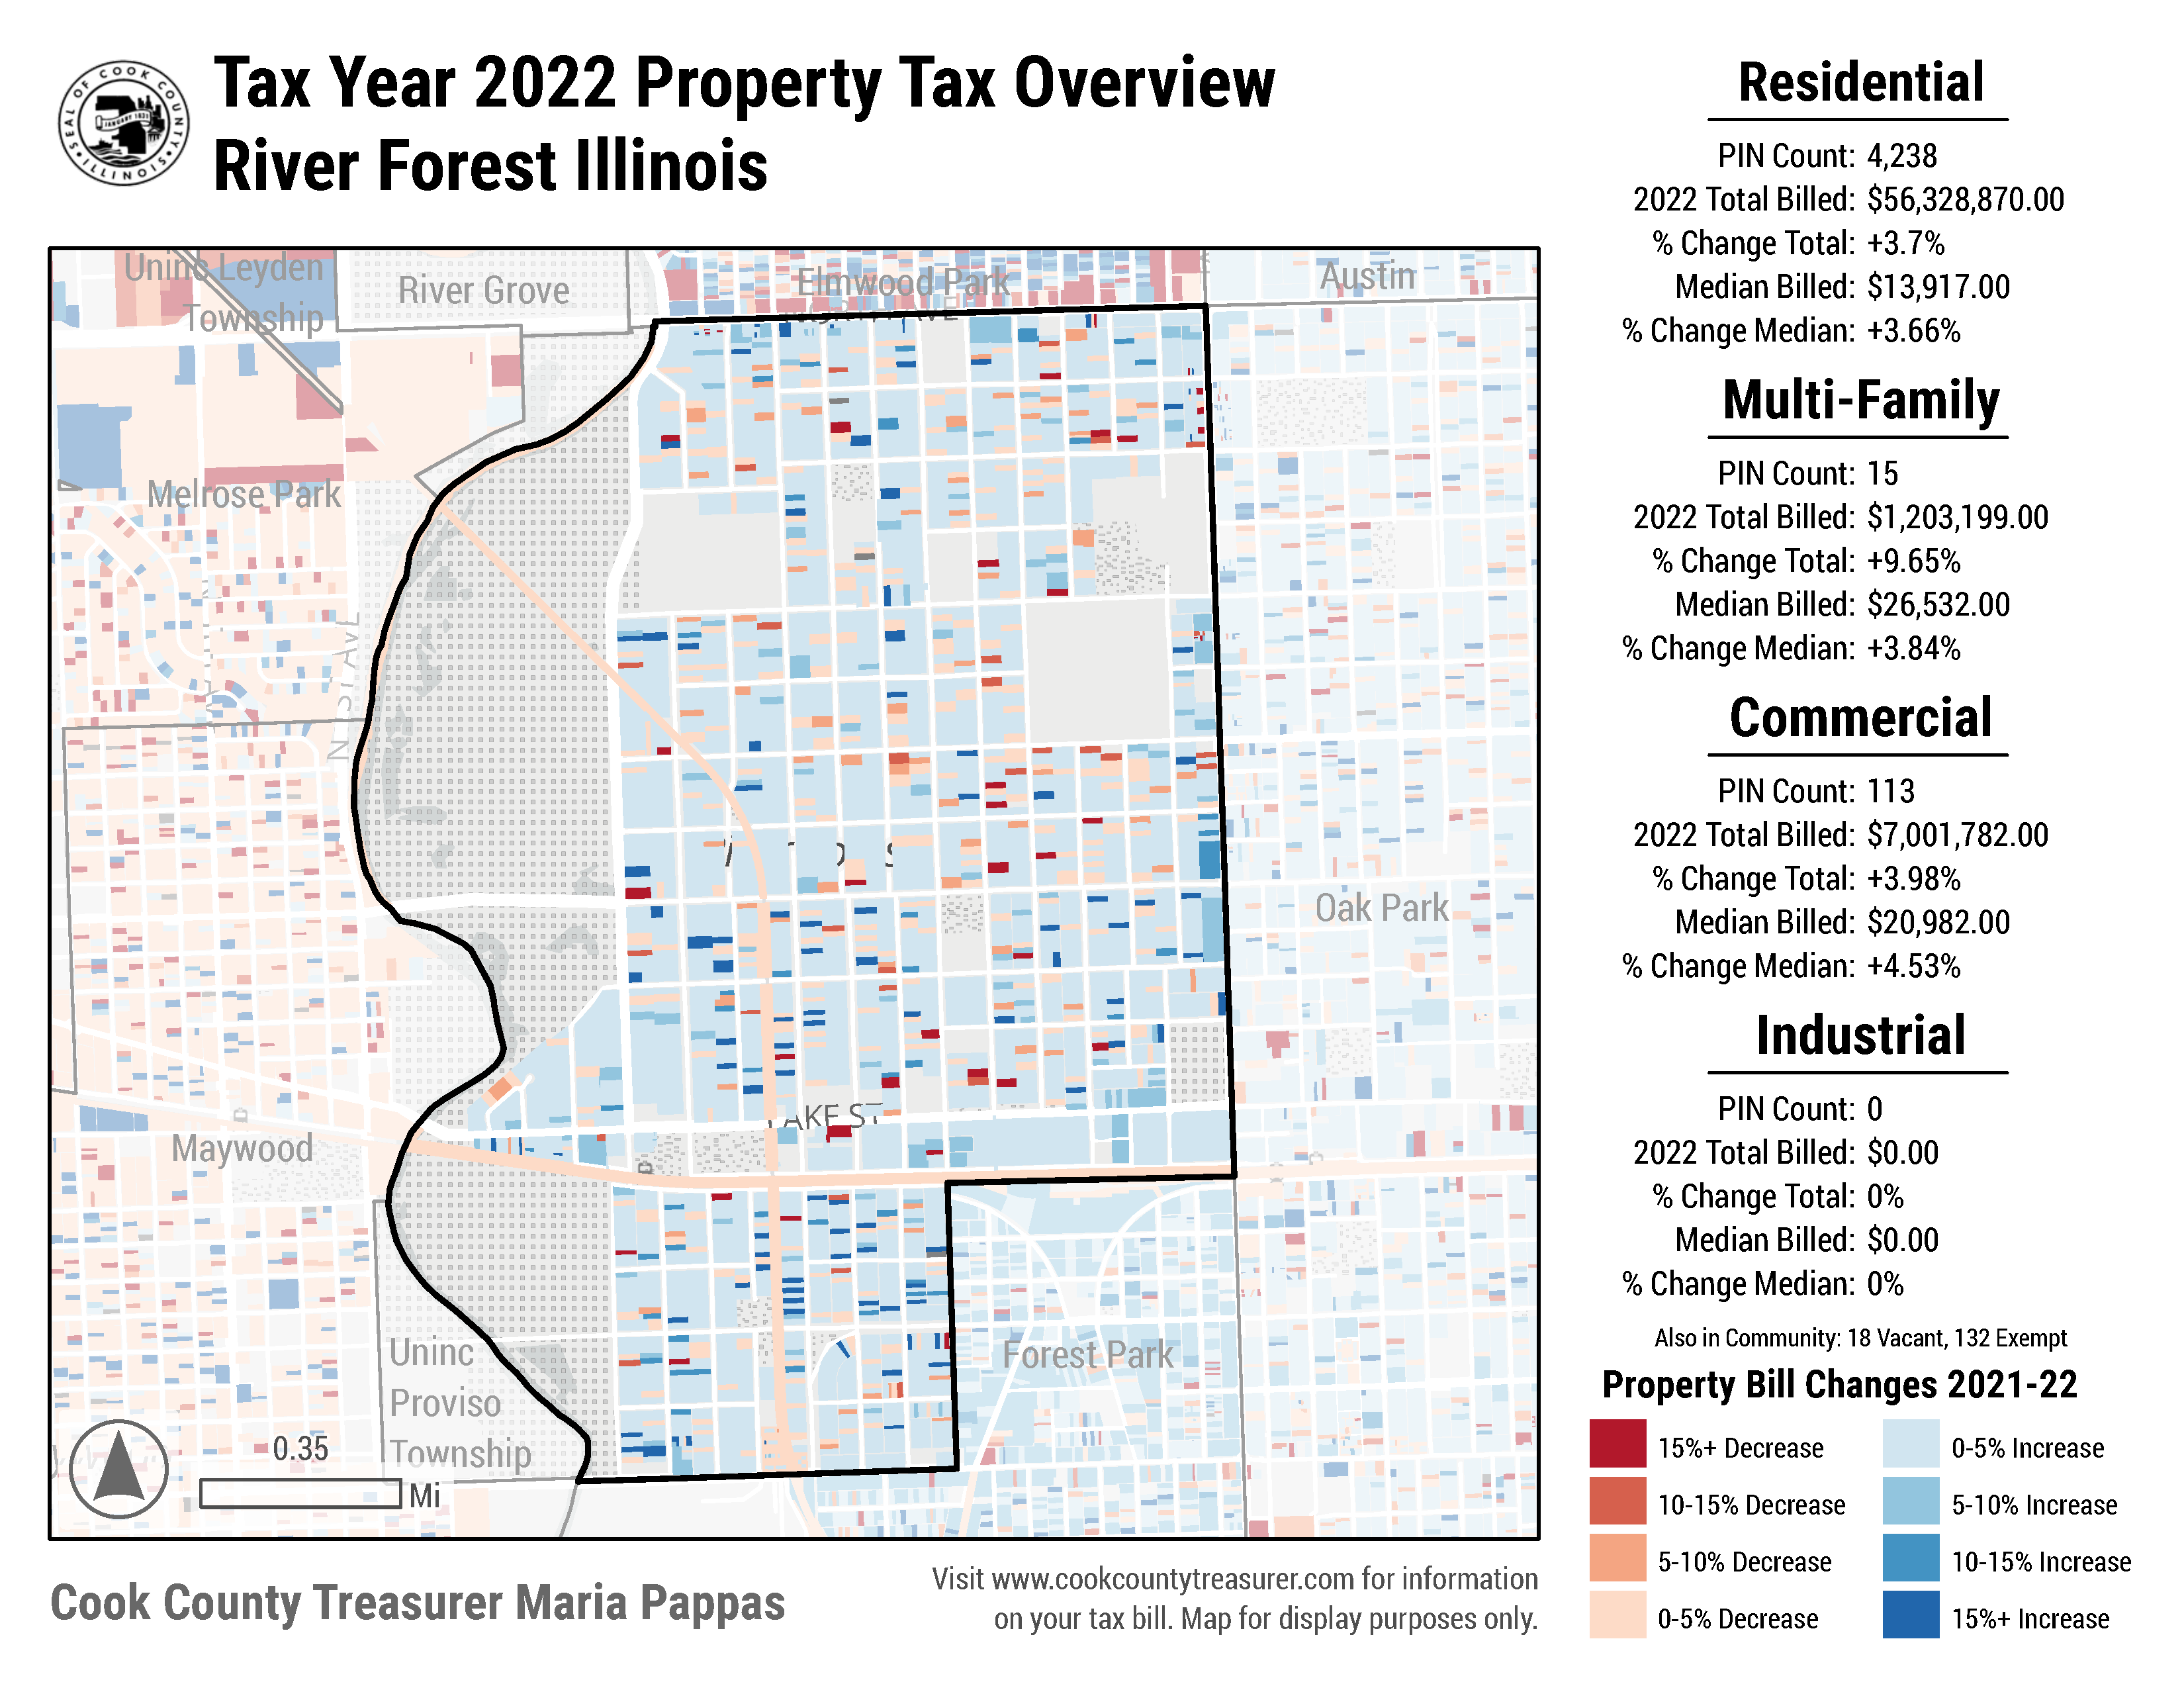 SEAL OF COOK COUNTY
ILLINOIS
JANUARY 1831
Tax Year 2022 Property Tax Overview
River Forest Illinois
Uninc Leyden
Township
River Grove
Elmwood Park
Austin
Melrose Park
Oak Park
AKE ST
Maywood
Forest Park
Uninc
Proviso
Township
0.35
Mi
Cook County Treasurer Maria Pappas
Visit www.cookcountytreasurer.com for information
on your tax bill. Map for display purposes only.
Residential
PIN Count: 4,238
2022 Total Billed: $56,328,870.00
% Change Total: +3.7%
Median Billed: $13,917.00
% Change Median: +3.66%
Multi-Family
PIN Count: 15
2022 Total Billed: $1,203,199.00
% Change Total: +9.65%
Median Billed: $26,532.00
% Change Median: +3.84%
Commercial
PIN Count: 113
2022 Total Billed: $7,001,782.00
% Change Total: +3.98%
Median Billed: $20,982.00
% Change Median: +4.53%
Industrial
PIN Count: 0
2022 Total Billed: $0.00
% Change Total: 0%
Median Billed: $0.00
% Change Median: 0%
Also in Community: 18 Vacant, 132 Exempt
Property Bill Changes 2021-22
15%+ Decrease
10-15% Decrease
5-10% Decrease
0-5% Decrease
0-5% Increase
5-10% Increase
10-15% Increase
15%+ Increase